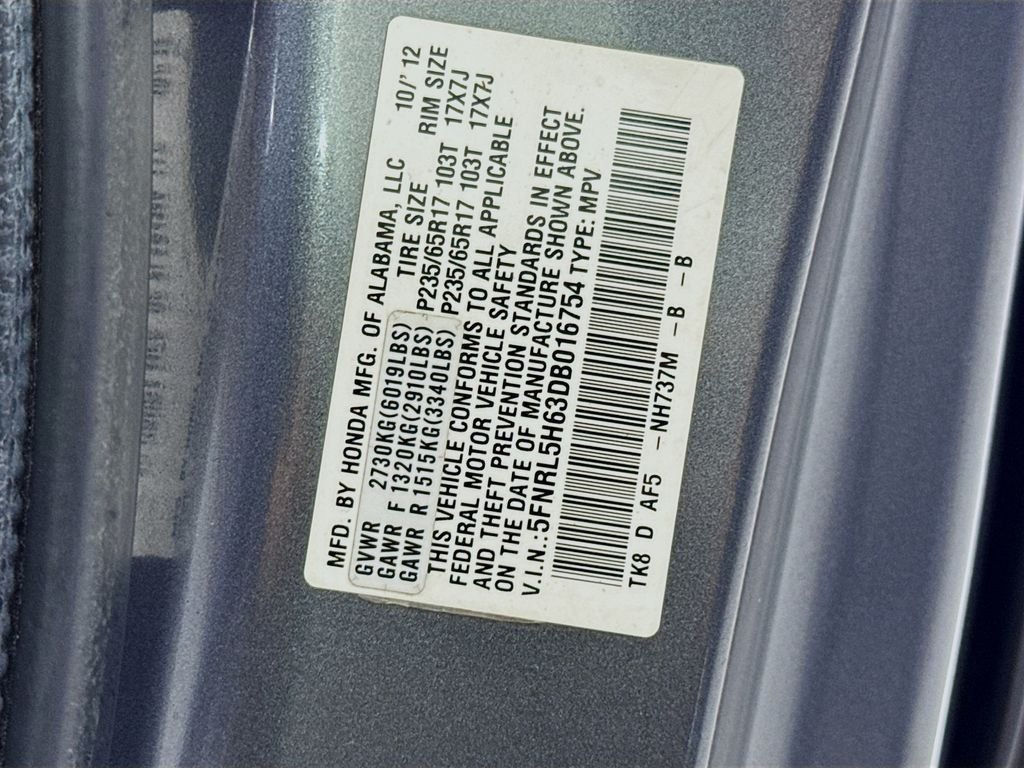 MFD. BY HONDA MFG. OF ALABAMA, LLC 10/'12
GVWR 2730KG(6019LBS) TIRE SIZE RIM SIZE
GAWR F 1320KG(2910LBS) P235/65R17 103T 17X7J
GAWR R 1515KG(3340LBS) P235/65R17 103T 17X7J
THIS VEHICLE CONFORMS TO ALL APPLICABLE
FEDERAL MOTOR VEHICLE SAFETY
AND THEFT PREVENTION STANDARDS IN EFFECT
ON THE DATE OF MANUFACTURE SHOWN ABOVE.
V.I.N.:5FNRL5H63DB016754 TYPE: MPV
TK8 D AF5 -NH737M -B -B